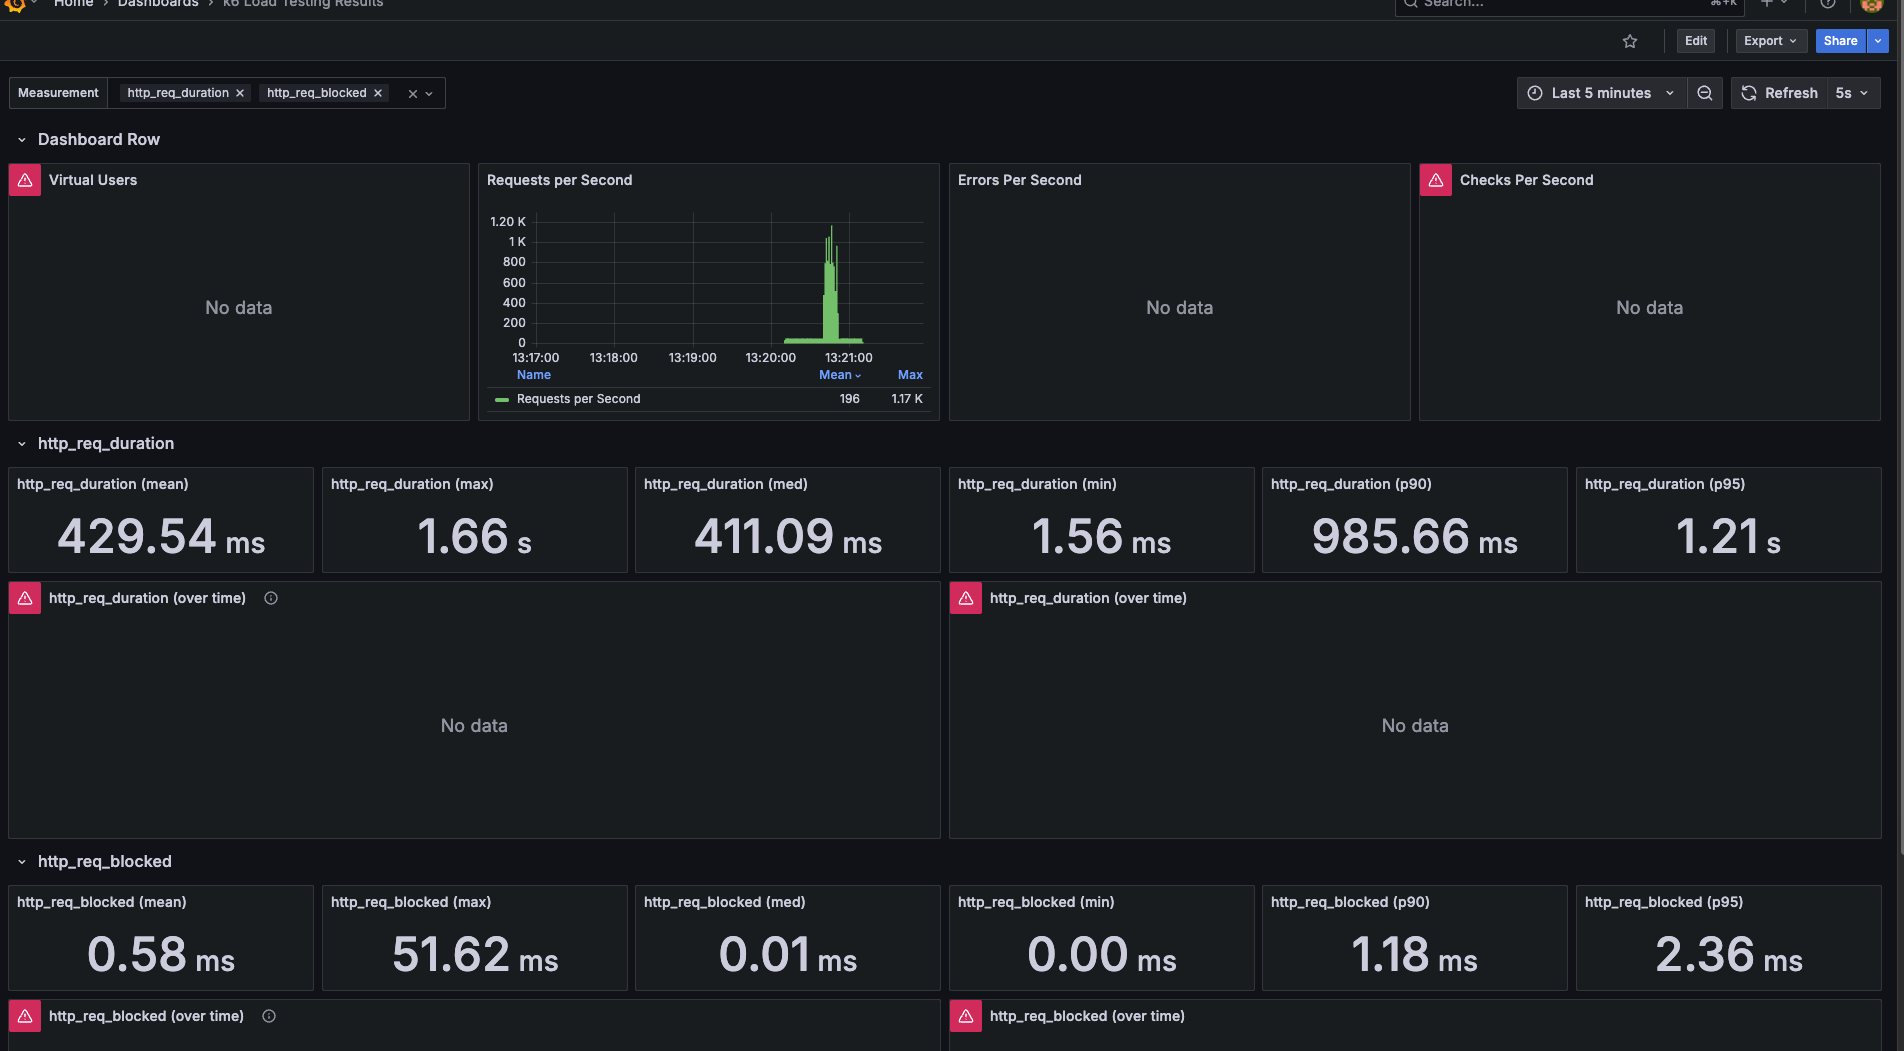 Home > Dashboards > k6 Load Testing Results
Search... ⌘+K
Edit Export Share
Measurement http_req_duration × http_req_blocked ×
Last 5 minutes Refresh 5s
Dashboard Row
Virtual Users
No data
Requests per Second
1.20 K
1 K
800
600
400
200
0
13:17:00 13:18:00 13:19:00 13:20:00 13:21:00
Name Mean Max
Requests per Second 196 1.17 K
Errors Per Second
No data
Checks Per Second
No data
http_req_duration
http_req_duration (mean)
429.54 ms
http_req_duration (max)
1.66 s
http_req_duration (med)
411.09 ms
http_req_duration (min)
1.56 ms
http_req_duration (p90)
985.66 ms
http_req_duration (p95)
1.21 s
http_req_duration (over time)
No data
http_req_duration (over time)
No data
http_req_blocked
http_req_blocked (mean)
0.58 ms
http_req_blocked (max)
51.62 ms
http_req_blocked (med)
0.01 ms
http_req_blocked (min)
0.00 ms
http_req_blocked (p90)
1.18 ms
http_req_blocked (p95)
2.36 ms
http_req_blocked (over time)
http_req_blocked (over time)